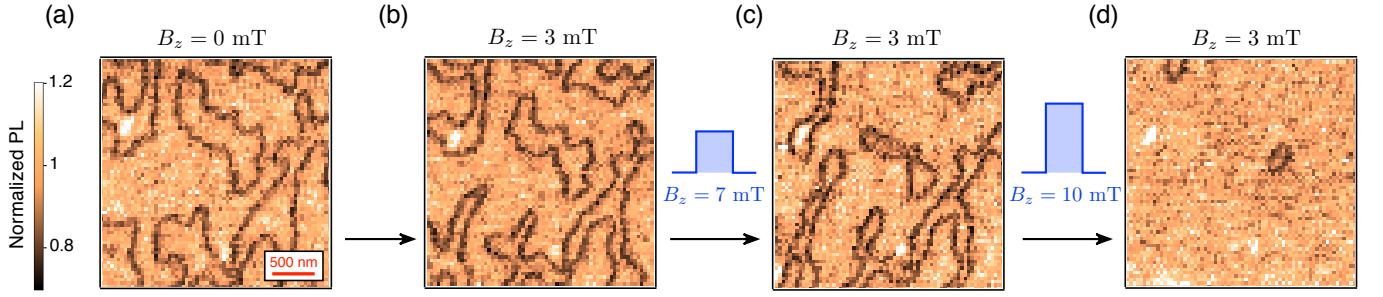 (a)
(b)
(c)
(d)
B_z = 0 mT
B_z = 3 mT
B_z = 3 mT
B_z = 3 mT
Normalized PL
1.2
1
0.8
500 nm
B_z = 7 mT
B_z = 10 mT